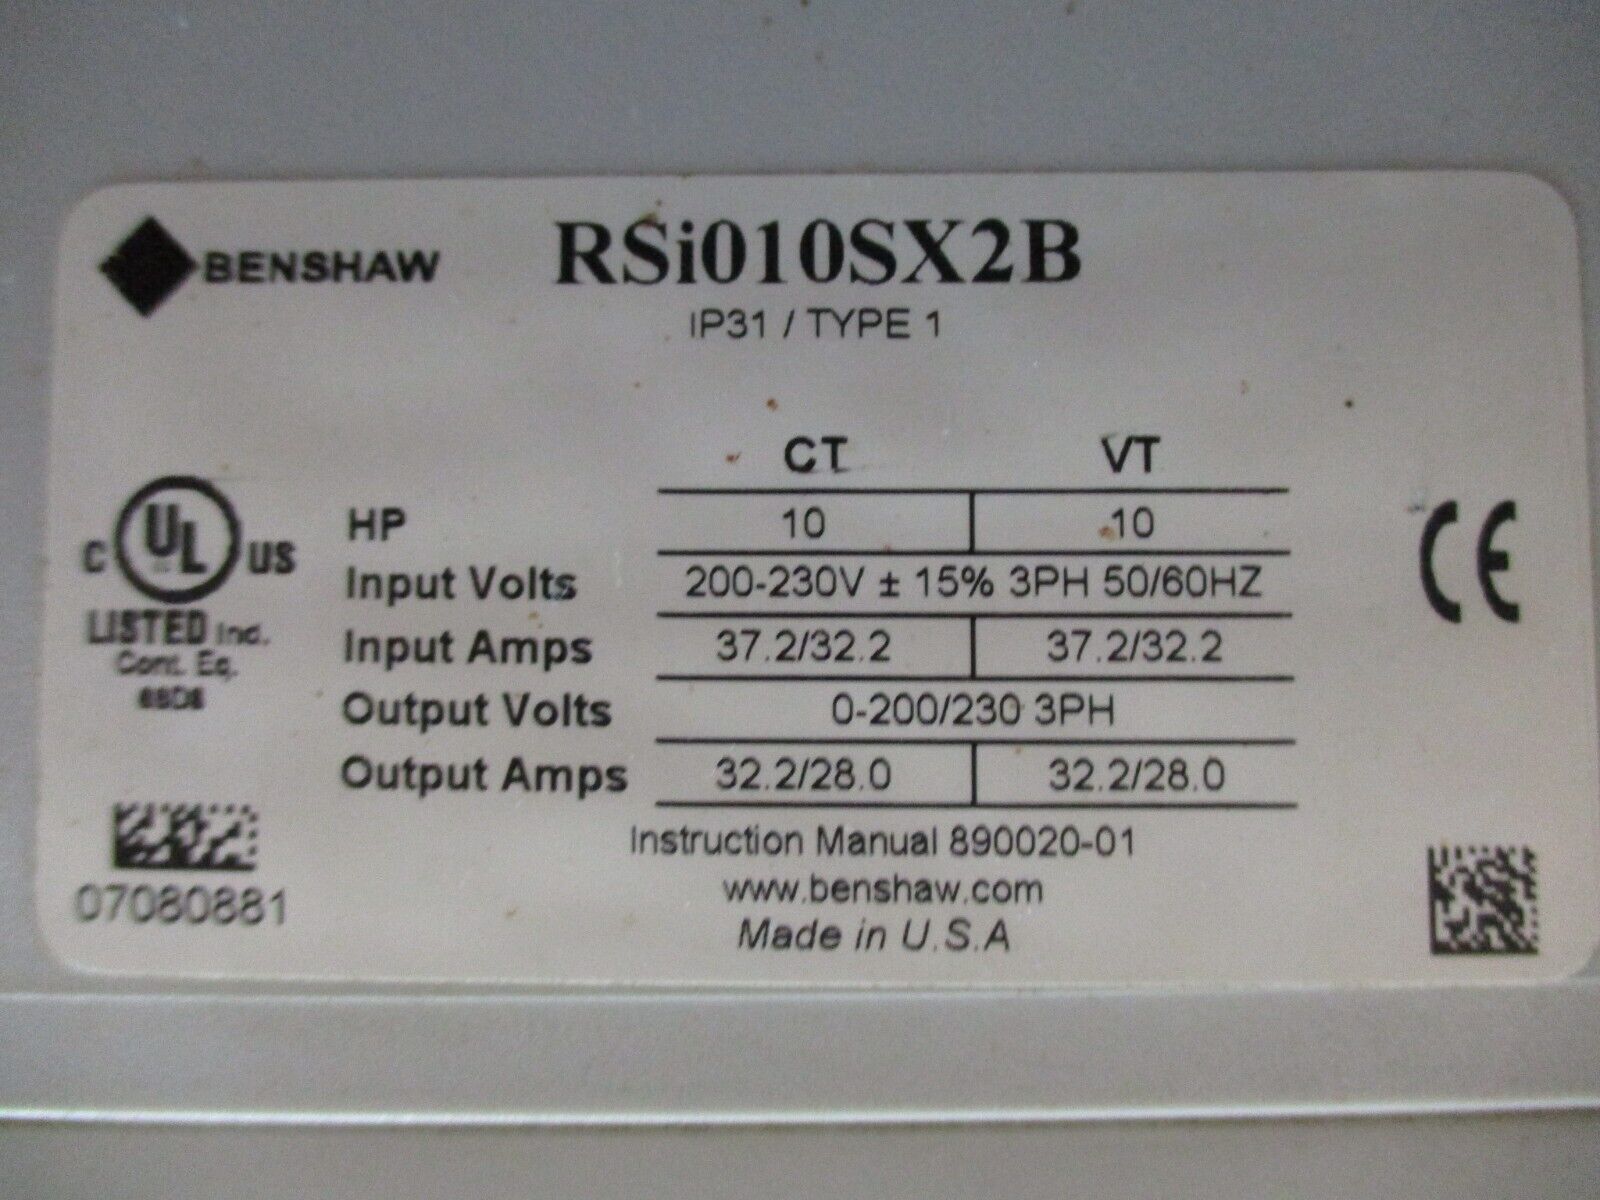 BENSHAW
RSi010SX2B
IP31 / TYPE 1
CT VT
HP 10 10
Input Volts 200-230V ± 15% 3PH 50/60HZ
Input Amps 37.2/32.2 37.2/32.2
Output Volts 0-200/230 3PH
Output Amps 32.2/28.0 32.2/28.0
C UL US
LISTED Ind.
Cont. Eq.
07080881
Instruction Manual 890020-01
www.benshaw.com
Made in U.S.A
CE